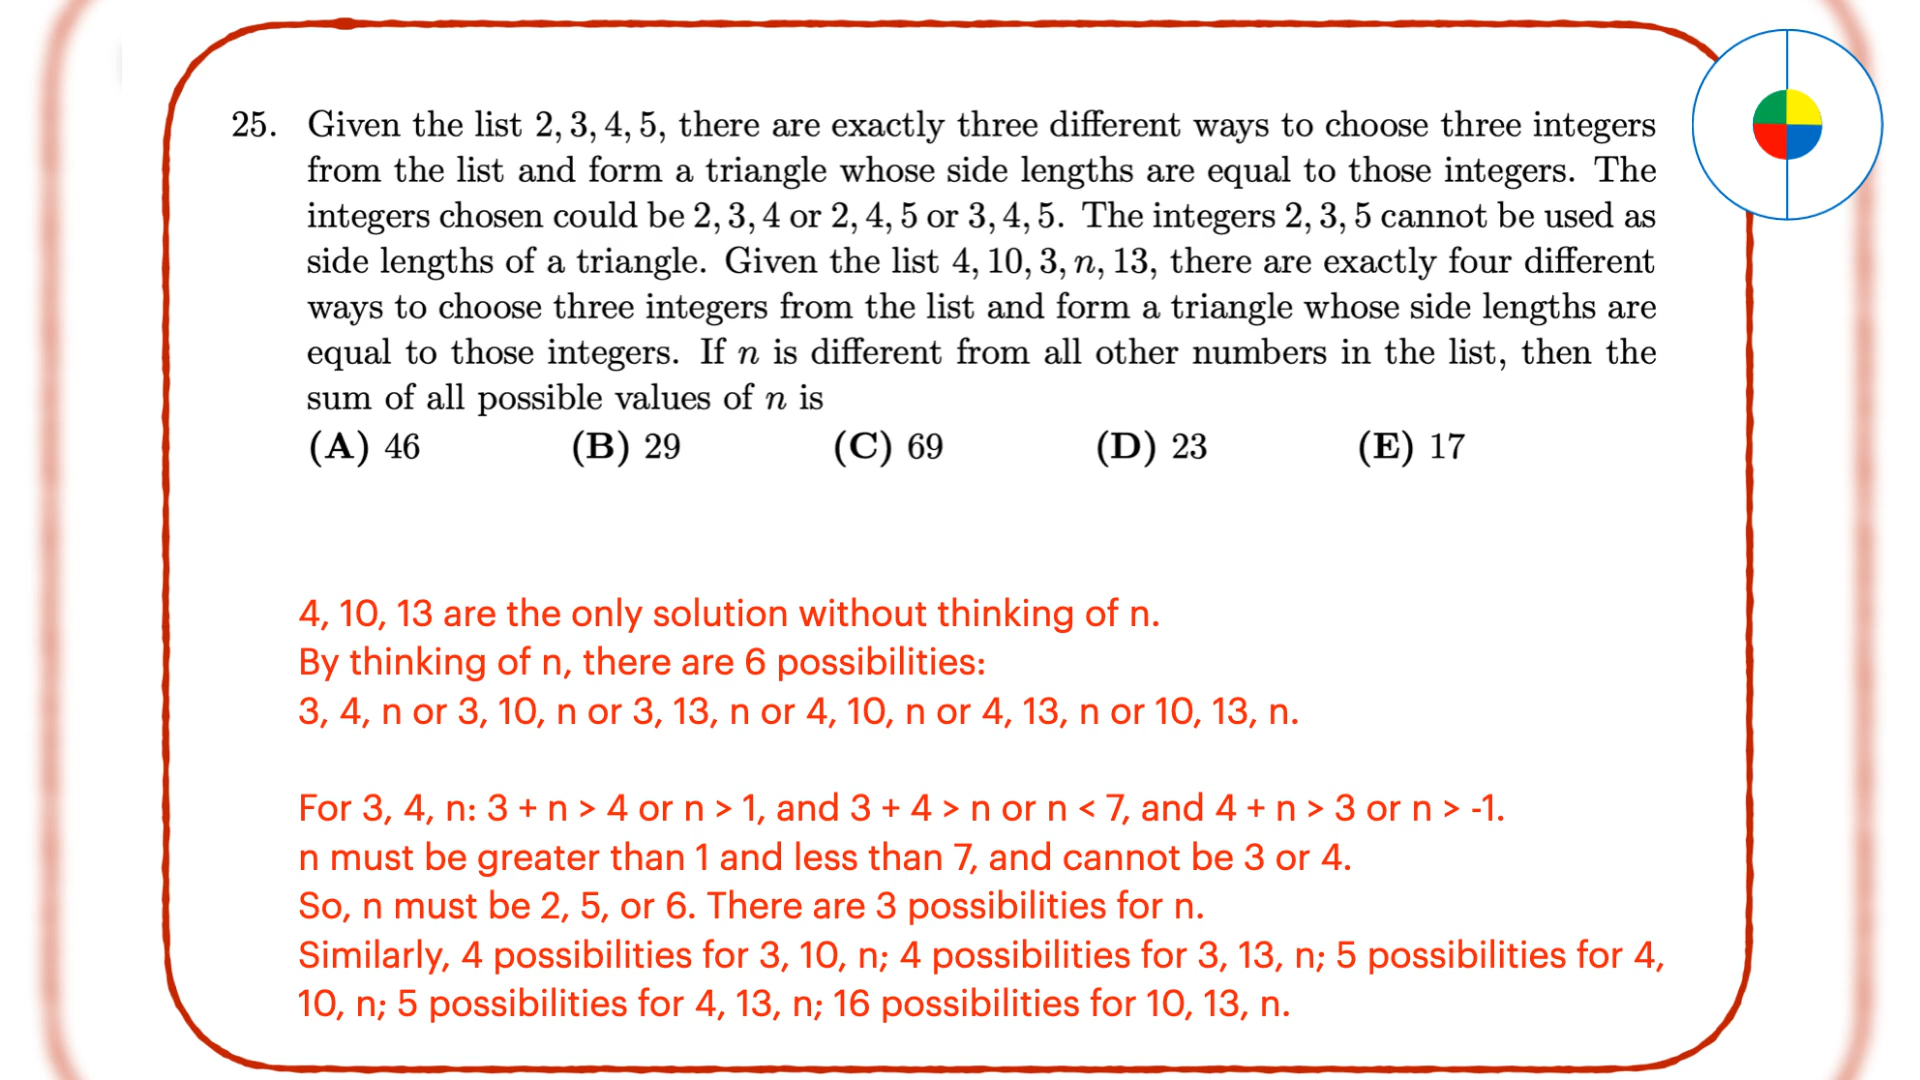 25. Given the list 2, 3, 4, 5, there are exactly three different ways to choose three integers
from the list and form a triangle whose side lengths are equal to those integers. The
integers chosen could be 2, 3, 4 or 2, 4, 5 or 3, 4, 5. The integers 2, 3, 5 cannot be used as
side lengths of a triangle. Given the list 4, 10, 3, n, 13, there are exactly four different
ways to choose three integers from the list and form a triangle whose side lengths are
equal to those integers. If n is different from all other numbers in the list, then the
sum of all possible values of n is
(A) 46 (B) 29 (C) 69 (D) 23 (E) 17
4, 10, 13 are the only solution without thinking of n.
By thinking of n, there are 6 possibilities:
3, 4, n or 3, 10, n or 3, 13, n or 4, 10, n or 4, 13, n or 10, 13, n.
For 3, 4, n: 3 + n > 4 or n > 1, and 3 + 4 > n or n < 7, and 4 + n > 3 or n > -1.
n must be greater than 1 and less than 7, and cannot be 3 or 4.
So, n must be 2, 5, or 6. There are 3 possibilities for n.
Similarly, 4 possibilities for 3, 10, n; 4 possibilities for 3, 13, n; 5 possibilities for 4,
10, n; 5 possibilities for 4, 13, n; 16 possibilities for 10, 13, n.